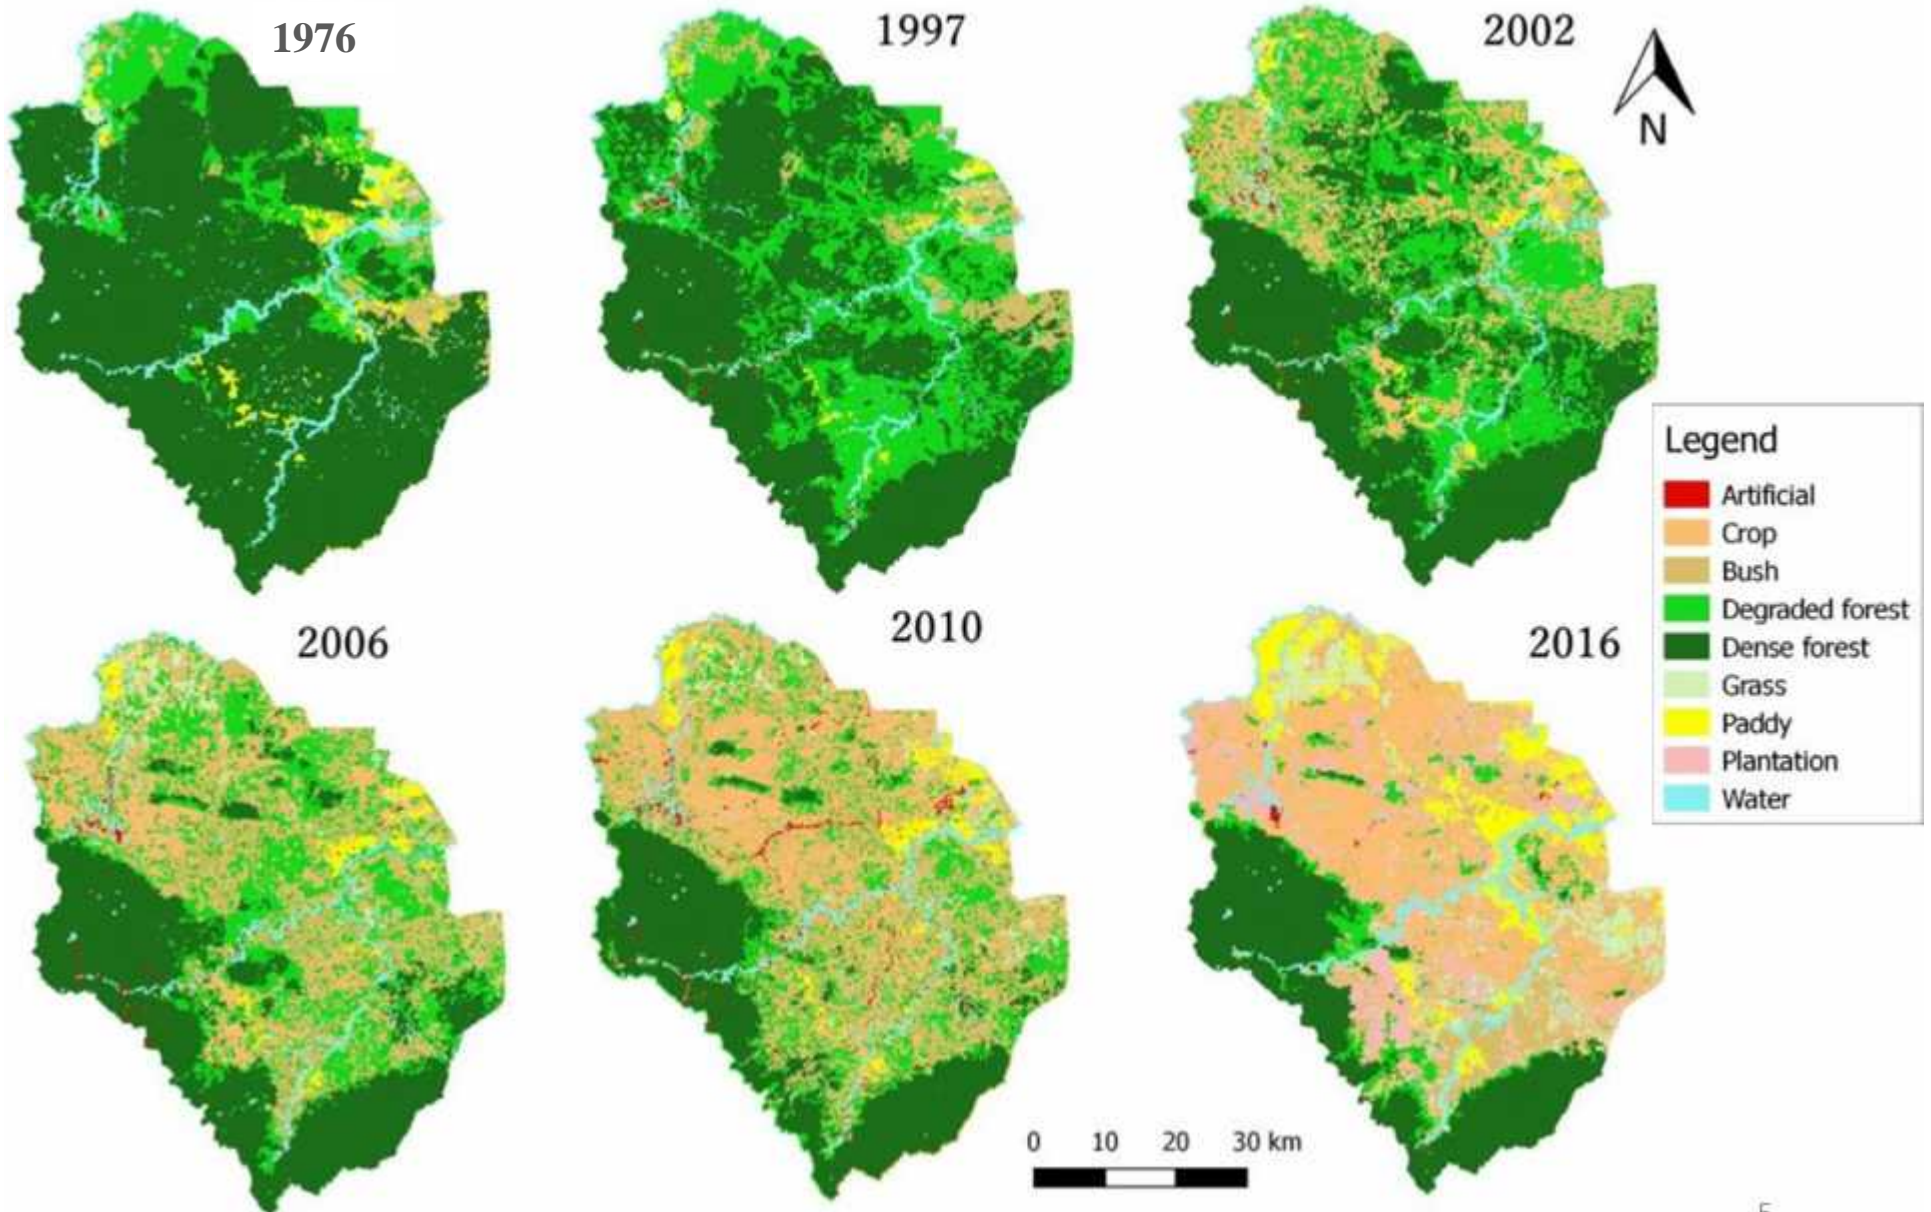 1976
1997
2002
N
Legend
Artificial
Crop
Bush
Degraded forest
Dense forest
Grass
Paddy
Plantation
Water
2006
2010
2016
0 10 20 30 km